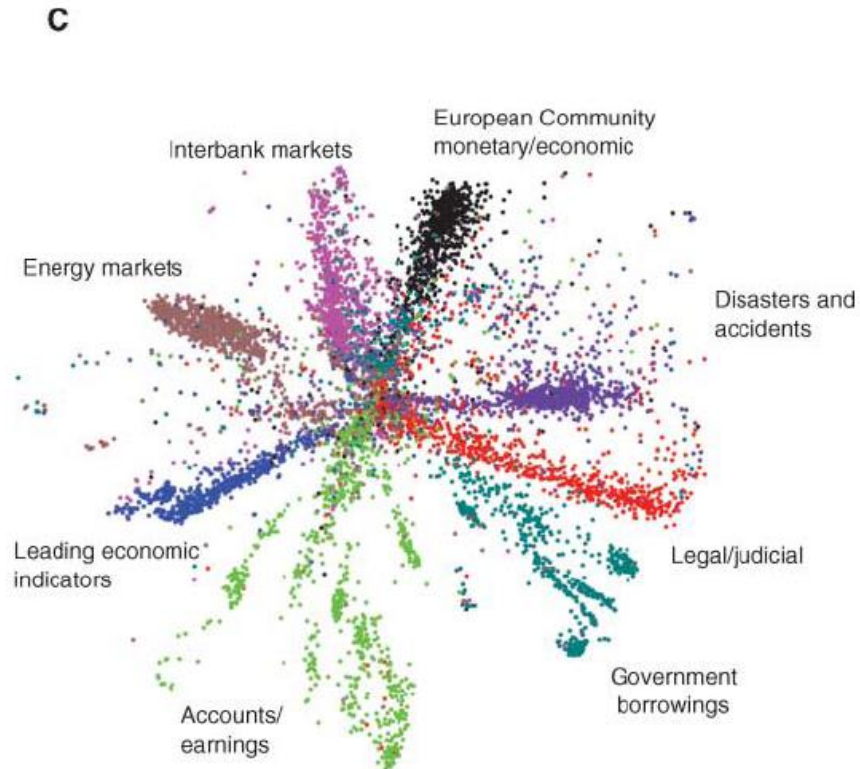 C
European Community
monetary/economic
Interbank markets
Energy markets
Disasters and
accidents
Leading economic
indicators
Legal/judicial
Government
borrowings
Accounts/
earnings